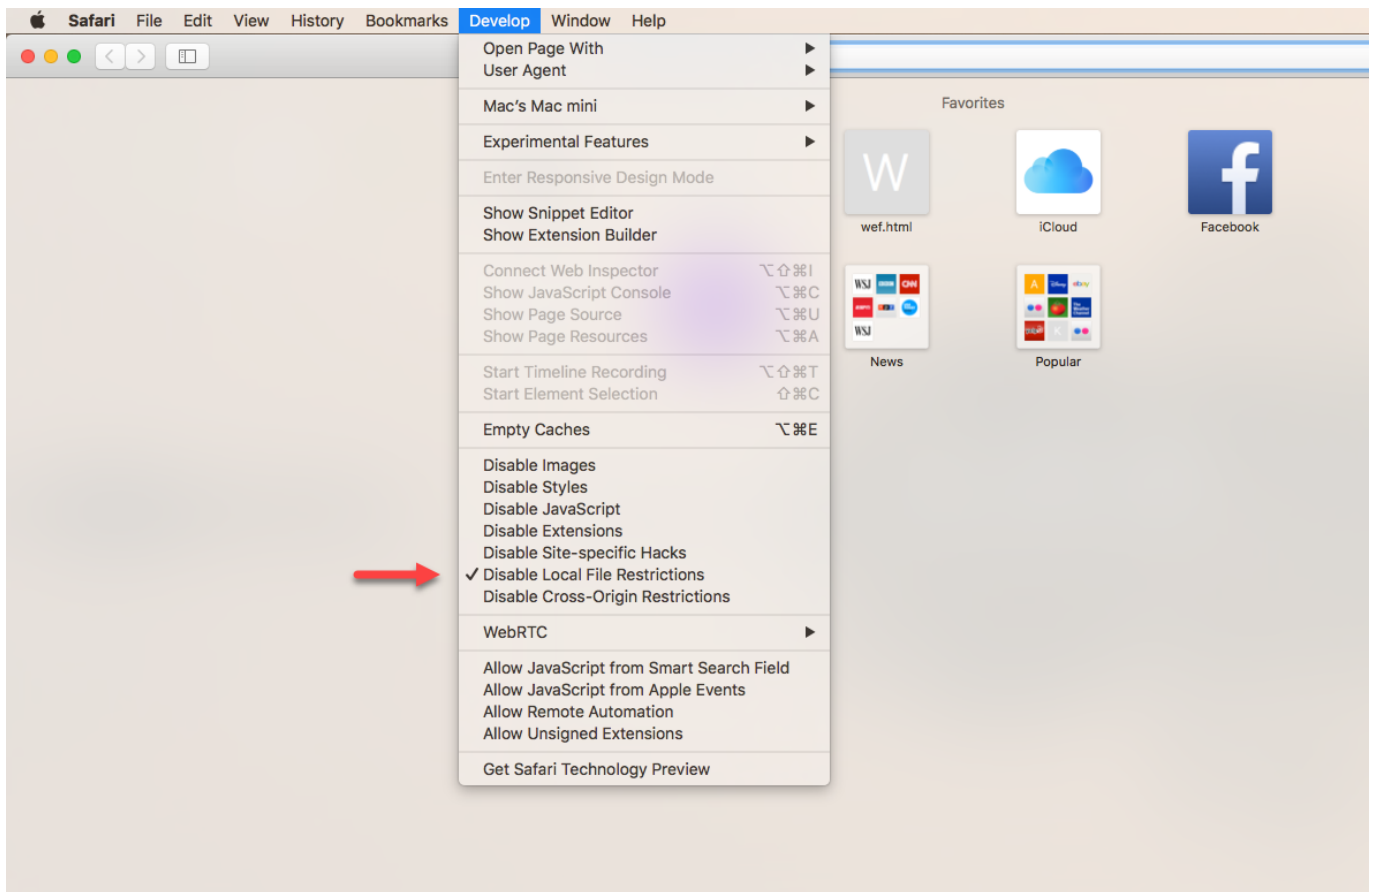 Safari File Edit View History Bookmarks Develop Window Help
Open Page With
User Agent
Mac's Mac mini
Experimental Features
Enter Responsive Design Mode
Show Snippet Editor
Show Extension Builder
Connect Web Inspector ⌥⇧⌘I
Show JavaScript Console ⌥⌘C
Show Page Source ⌥⌘U
Show Page Resources ⌥⌘A
Start Timeline Recording ⌥⇧⌘T
Start Element Selection ⇧⌘C
Empty Caches ⌥⌘E
Disable Images
Disable Styles
Disable JavaScript
Disable Extensions
Disable Site-specific Hacks
✓ Disable Local File Restrictions
Disable Cross-Origin Restrictions
WebRTC
Allow JavaScript from Smart Search Field
Allow JavaScript from Apple Events
Allow Remote Automation
Allow Unsigned Extensions
Get Safari Technology Preview
Favorites
W
f
wef.html iCloud Facebook
WSJ CNN
WSJ
A ebay
K
News Popular